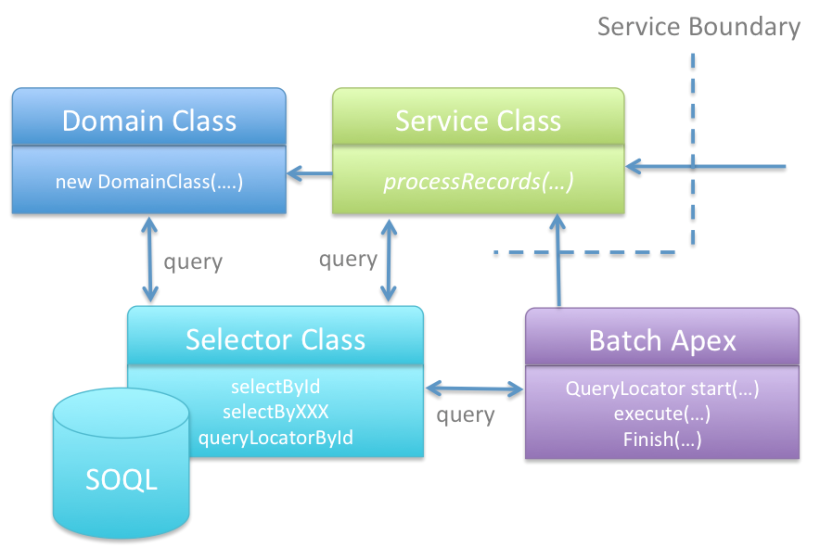 Service Boundary
Domain Class
new DomainClass(....)
Service Class
processRecords(...)
query
query
Selector Class
selectById
selectByXXX
queryLocatorById
SOQL
query
Batch Apex
QueryLocator start(...)
execute(...)
Finish(...)